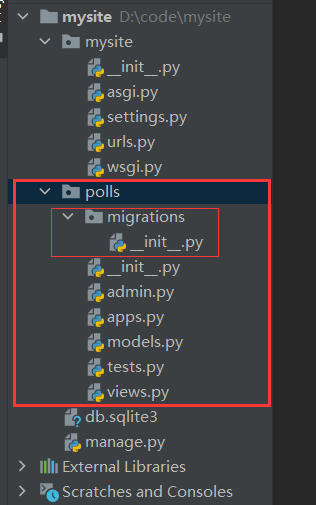 mysite D:\code\mysite
mysite
__init__.py
asgi.py
settings.py
urls.py
wsgi.py
polls
migrations
__init__.py
__init__.py
admin.py
apps.py
models.py
tests.py
views.py
db.sqlite3
manage.py
External Libraries
Scratches and Consoles